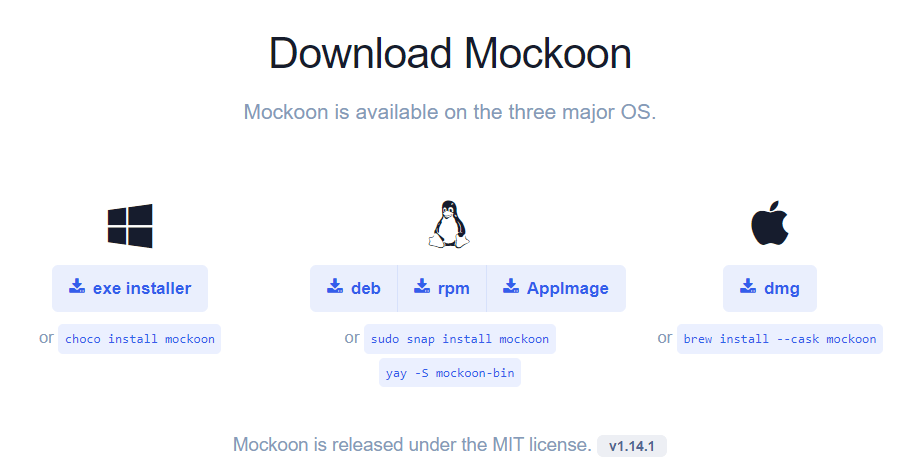 Download Mockoon
Mockoon is available on the three major OS.
exe installer
or choco install mockoon
deb rpm AppImage
or sudo snap install mockoon
yay -S mockoon-bin
dmg
or brew install --cask mockoon
Mockoon is released under the MIT license. v1.14.1